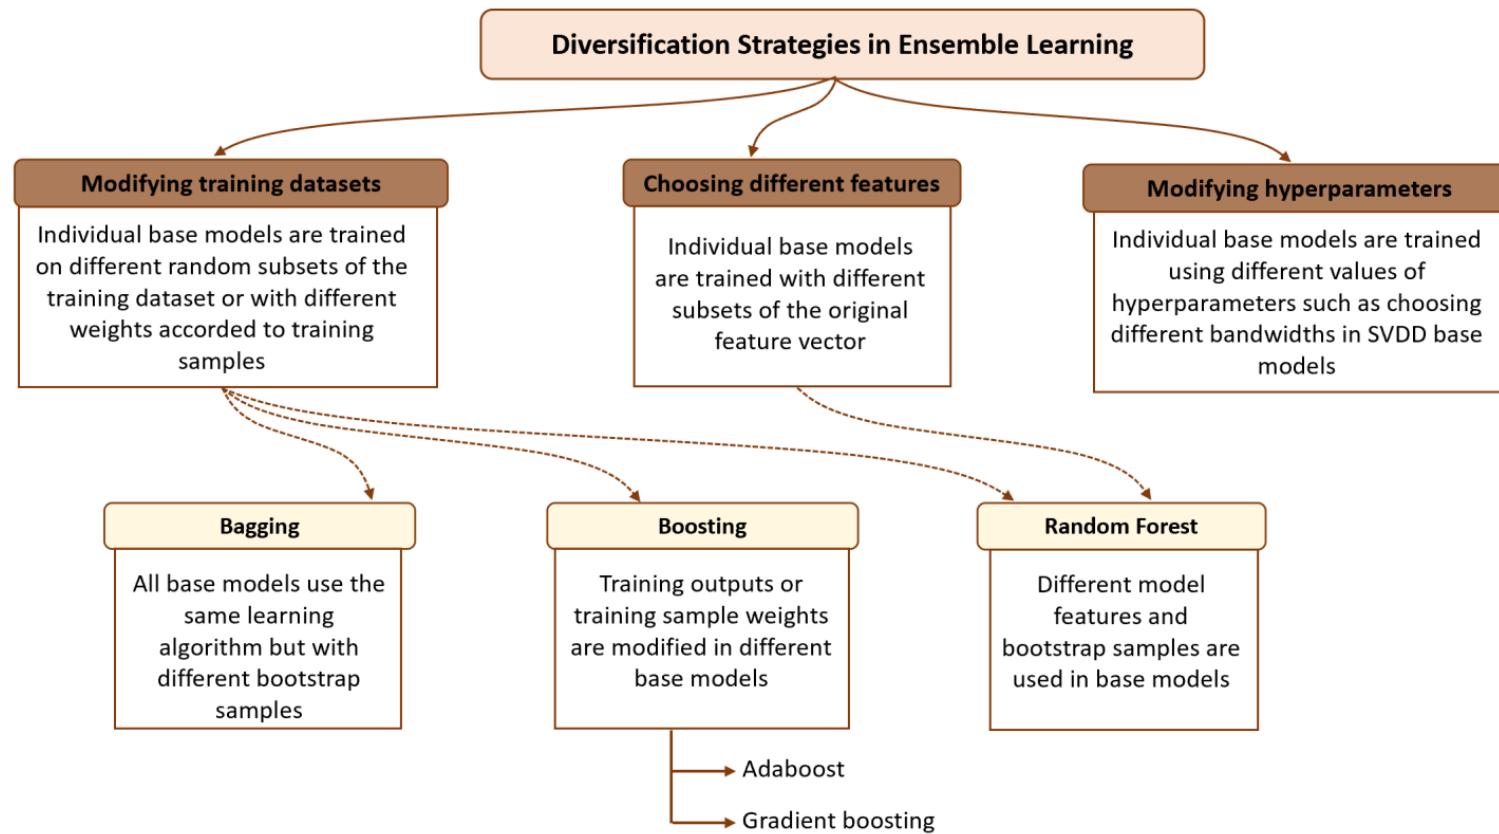 Diversification Strategies in Ensemble Learning
Modifying training datasets
Individual base models are trained
on different random subsets of the
training dataset or with different
weights accorded to training
samples
Choosing different features
Individual base models
are trained with different
subsets of the original
feature vector
Modifying hyperparameters
Individual base models are trained
using different values of
hyperparameters such as choosing
different bandwidths in SVDD base
models
Bagging
All base models use the
same learning
algorithm but with
different bootstrap
samples
Boosting
Training outputs or
training sample weights
are modified in different
base models
Adaboost
Gradient boosting
Random Forest
Different model
features and
bootstrap samples are
used in base models